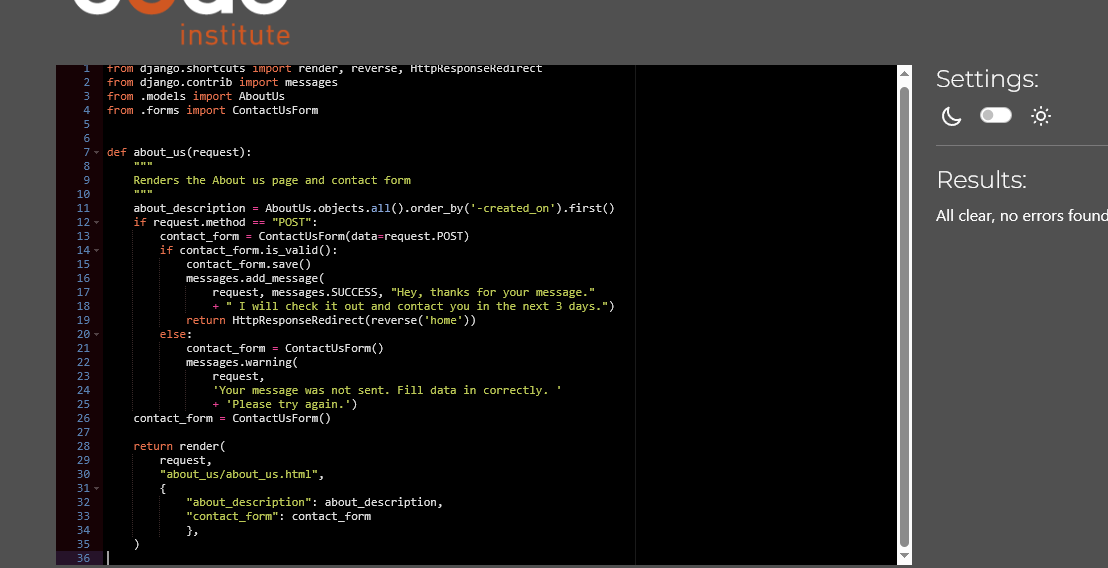 institute
1 from django.shortcuts import render, reverse, HttpResponseRedirect
2 from django.contrib import messages
3 from .models import AboutUs
4 from .forms import ContactUsForm
5
6
7 def about_us(request):
8     """
9     Renders the About us page and contact form
10     """
11     about_description = AboutUs.objects.all().order_by('-created_on').first()
12     if request.method == "POST":
13         contact_form = ContactUsForm(data=request.POST)
14         if contact_form.is_valid():
15             contact_form.save()
16             messages.add_message(
17                 request, messages.SUCCESS, "Hey, thanks for your message."
18                 + " I will check it out and contact you in the next 3 days.")
19             return HttpResponseRedirect(reverse('home'))
20         else:
21             contact_form = ContactUsForm()
22             messages.warning(
23                 request,
24                 'Your message was not sent. Fill data in correctly. '
25                 + 'Please try again.')
26     contact_form = ContactUsForm()
27
28     return render(
29         request,
30         "about_us/about_us.html",
31         {
32             "about_description": about_description,
33             "contact_form": contact_form
34             },
35     )
36
Settings:
Results:
All clear, no errors found